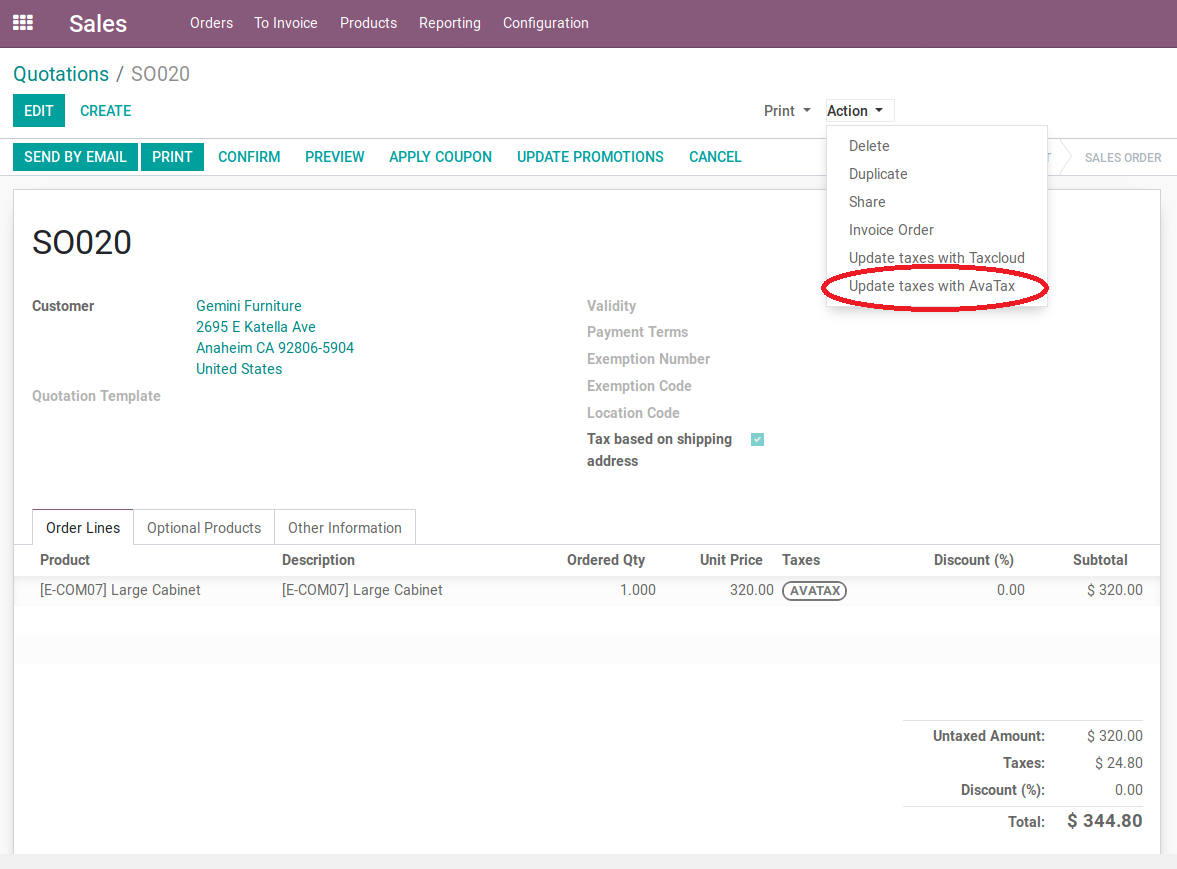 Sales Orders To Invoice Products Reporting Configuration
Quotations / SO020
EDIT CREATE Print Action
Delete
Duplicate
Share
Invoice Order
Update taxes with Taxcloud
Update taxes with AvaTax
SEND BY EMAIL PRINT CONFIRM PREVIEW APPLY COUPON UPDATE PROMOTIONS CANCEL T SALES ORDER
SO020
Customer Gemini Furniture
2695 E Katella Ave
Anaheim CA 92806-5904
United States
Quotation Template
Validity
Payment Terms
Exemption Number
Exemption Code
Location Code
Tax based on shipping
address
Order Lines Optional Products Other Information
Product Description Ordered Qty Unit Price Taxes Discount (%) Subtotal
[E-COM07] Large Cabinet [E-COM07] Large Cabinet 1.000 320.00 AVATAX 0.00 $ 320.00
Untaxed Amount: $ 320.00
Taxes: $ 24.80
Discount (%): 0.00
Total: $ 344.80